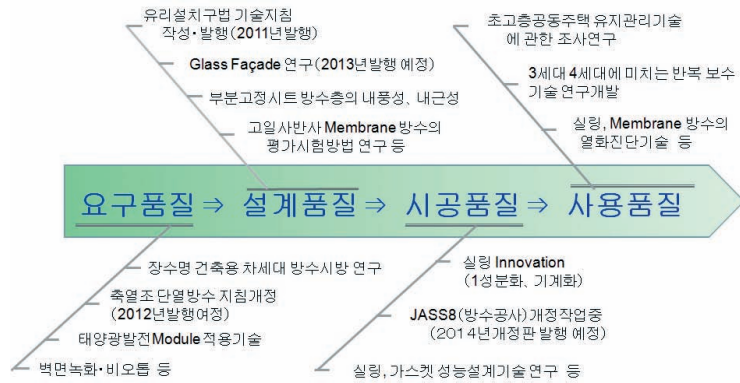 유리설치구법 기술지침
작성·발행(2011년발행)
Glass Façade 연구(2013년발행 예정)
부분고정시트 방수층의 내풍성、내근성
고일사반사 Membrane 방수의
평가시험방법 연구 등
초고층공동주택 유지관리기술
에 관한 조사연구
3세대 4세대에 미치는 반복 보수
기술 연구개발
실링, Membrane 방수의
열화진단기술 등
요구품질 ⇒ 설계품질 ⇒ 시공품질 ⇒ 사용품질
장수명 건축용 차세대 방수시방 연구
축열조 단열방수 지침개정
(2012년발행여정)
태양광발전Module 적용기술
벽면녹화·비오톱 등
실링 Innovation
(1성분화、기계화)
JASS8(방수공사) 개정작업중
(2014년개정판 발행 예정)
실링, 가스켓 성능설계기술연구 등